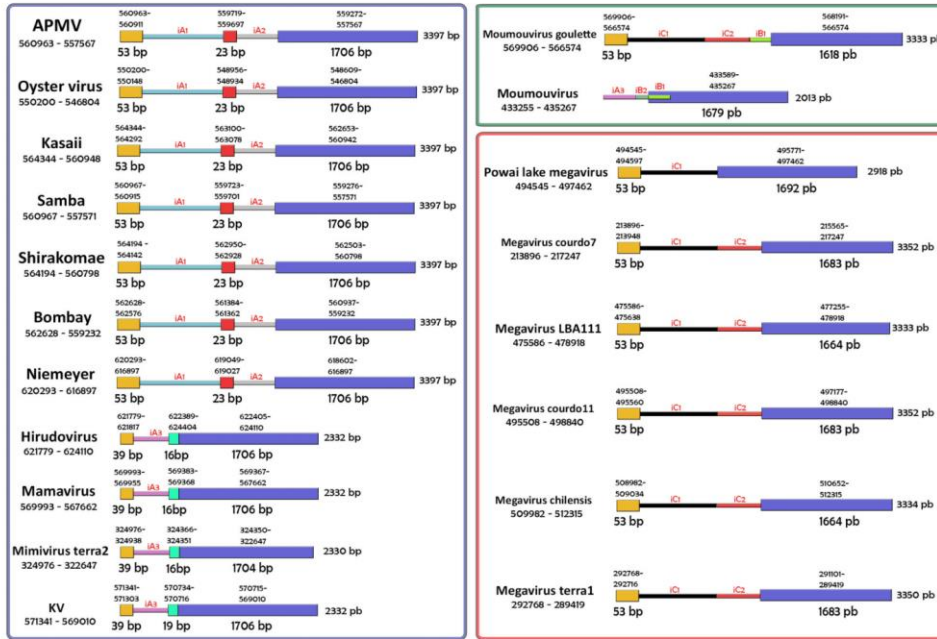 APMV
560963 - 557567
560963-
560911
iA1
559719-
559697
iA2
559272-
557567
3397 bp
53 bp
23 bp
1706 bp
Oyster virus
550200 - 546804
550200-
550148
iA1
548956-
548934
iA2
548609-
546804
3397 bp
53 bp
23 bp
1706 bp
Kasaii
564344 - 560948
564344-
564292
iA1
563100-
563078
iA2
562653-
560942
3397 bp
53 bp
23 bp
1706 bp
Samba
560967 - 557571
560967-
560915
iA1
559723-
559701
iA2
559276-
557571
3397 bp
53 bp
23 bp
1706 bp
Shirakomae
564194 - 560798
564194 -
564142
iA1
562950-
562928
iA2
562503-
560798
3397 bp
53 bp
23 bp
1706 bp
Bombay
562628 - 559232
562628-
562576
iA1
561384-
561362
iA2
560937-
559232
3397 bp
53 bp
23 bp
1706 bp
Niemeyer
620293 - 616897
620293-
616897
iA1
619049-
619027
iA2
618602-
616897
3397 bp
53 bp
23 bp
1706 bp
Hirudovirus
621779 - 624110
621779-
621817
iA3
622389-
624404
622405-
624110
2332 bp
39 bp
16bp
1706 bp
Mamavirus
569993 - 567662
569993-
569955
iA3
569383-
569368
569367-
567662
2332 bp
39 bp
16bp
1706 bp
Mimivirus terra2
324976 - 322647
324976-
324938
iA3
324366-
324351
324350-
322647
2330 bp
39 bp
16bp
1704 bp
KV
571341 - 569010
571341-
571303
iA3
570734-
570716
570715-
569010
2332 pb
39 bp
19 bp
1706 bp
Moumouvirus goulette
569906 - 566574
569906-
566574
iC1
iC2
iB1
568191-
566574
3333 pb
53 bp
1618 pb
Moumouvirus
433255 - 435267
iA3
iB2
iB1
433589-
435267
2013 pb
1679 pb
Powai lake megavirus
494545 - 497462
494545-
494597
iC1
495771-
497462
2918 pb
53 bp
1692 pb
Megavirus courdo7
213896 - 217247
213896-
213948
iC1
iC2
215565-
217247
3352 pb
53 bp
1683 pb
Megavirus LBA111
475586 - 478918
475586-
475638
iC1
iC2
477255-
478918
3333 pb
53 bp
1664 pb
Megavirus courdo11
495508 - 498840
495508-
495560
iC1
iC2
497177-
498840
3352 pb
53 bp
1683 pb
Megavirus chilensis
509982 - 512315
508982-
509034
iC1
iC2
510652-
512315
3334 pb
53 bp
1664 pb
Megavirus terra1
292768 - 289419
292768-
292716
iC1
iC2
291101-
289419
3350 pb
53 bp
1683 pb